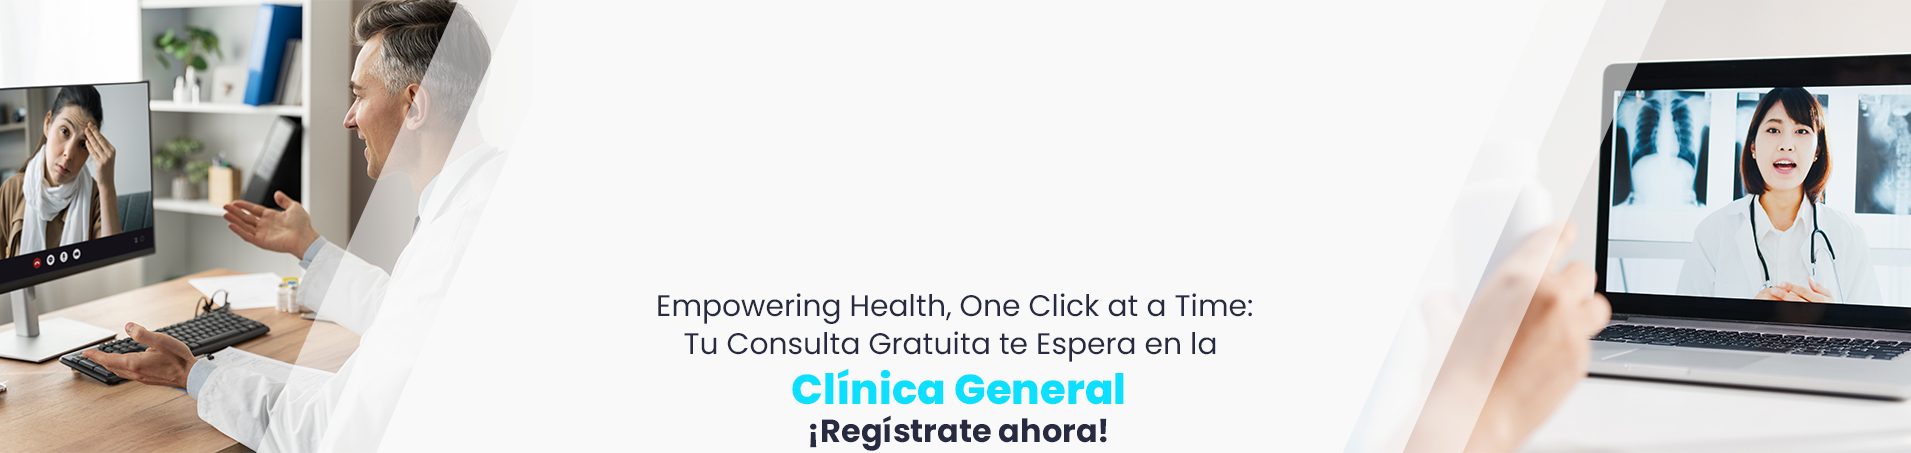 Empowering Health, One Click at a Time:
Tu Consulta Gratuita te Espera en la
Clínica General
¡Regístrate ahora!